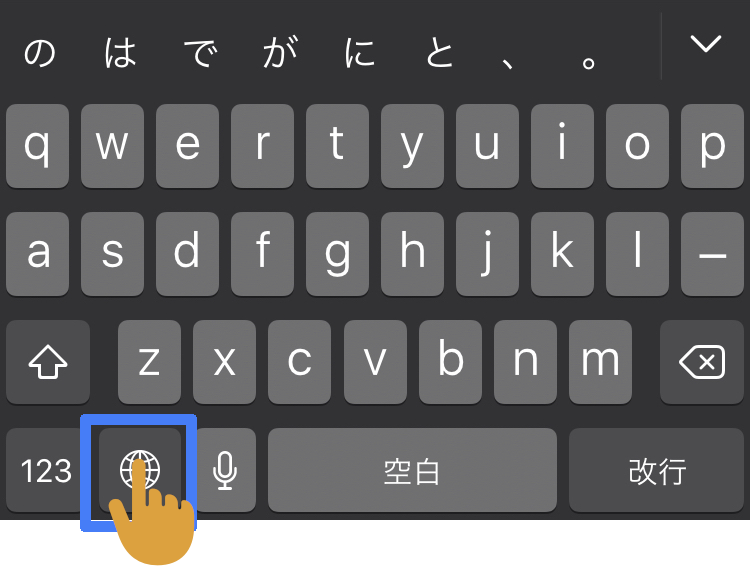 の は で が に と 、 。
q w e r t y u i o p
a s d f g h j k l ー
z x c v b n m
123 空白 改行